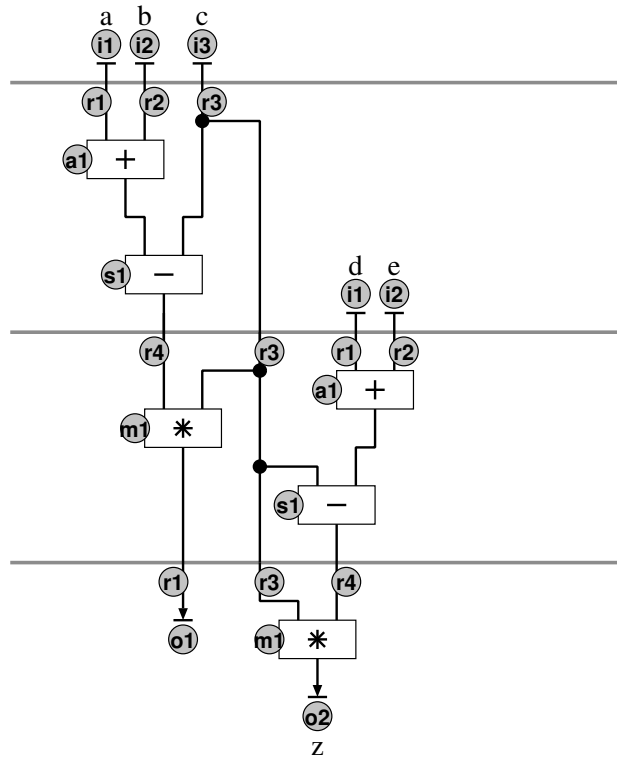 a b c
i1 i2 i3
r1 r2 r3
a1 +
s1 −
d e
i1 i2
r4 r3 r1 r2
a1 +
m1 *
s1 −
r1 r3 r4
o1 m1 *
o2
z